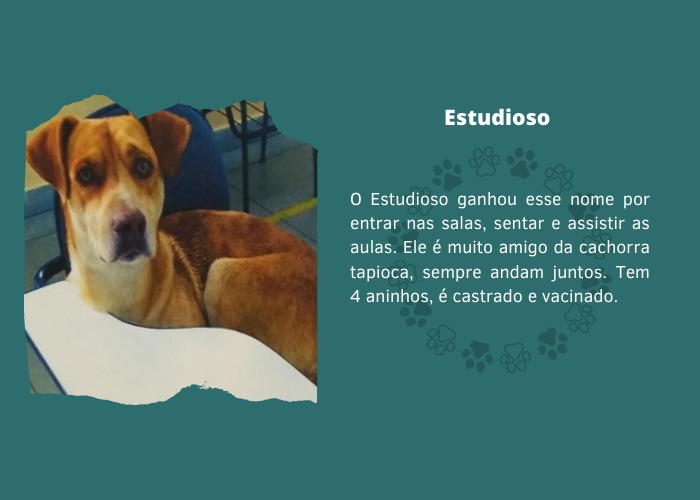 Estudioso
O Estudioso ganhou esse nome por
entrar nas salas, sentar e assistir as
aulas. Ele é muito amigo da cachorra
tapioca, sempre andam juntos. Tem
4 aninhos, é castrado e vacinado.